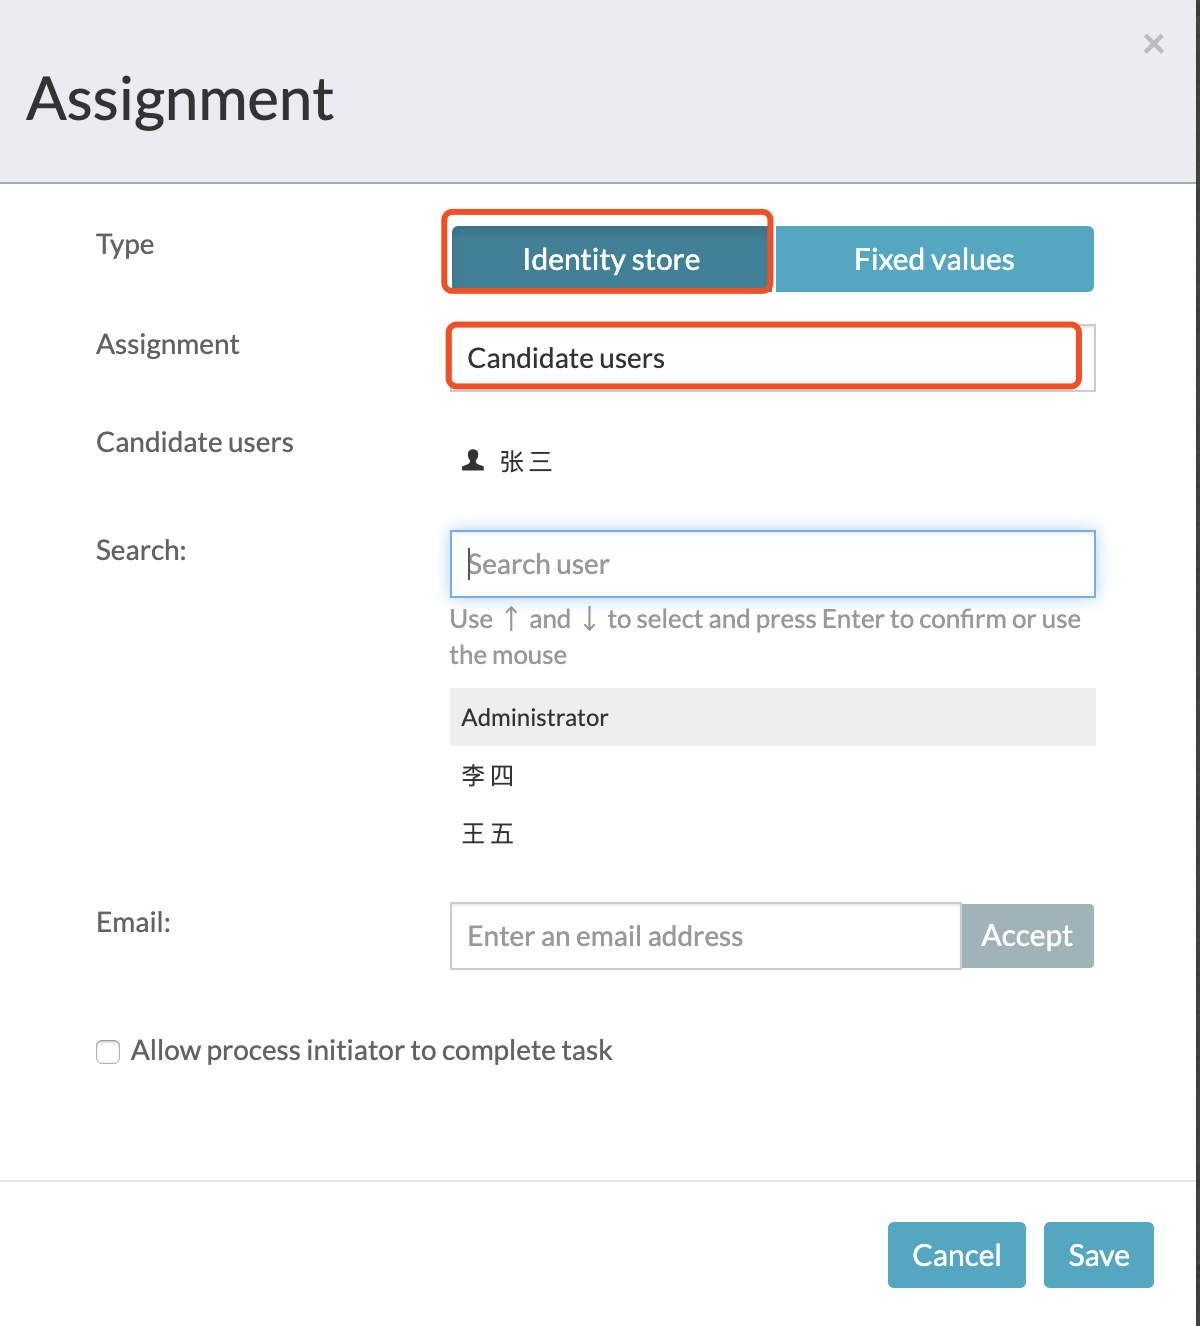 ×
Assignment
Type
Identity store
Fixed values
Assignment
Candidate users
Candidate users
张 三
Search:
Search user
Use ↑ and ↓ to select and press Enter to confirm or use
the mouse
Administrator
李 四
王 五
Email:
Enter an email address
Accept
Allow process initiator to complete task
Cancel
Save